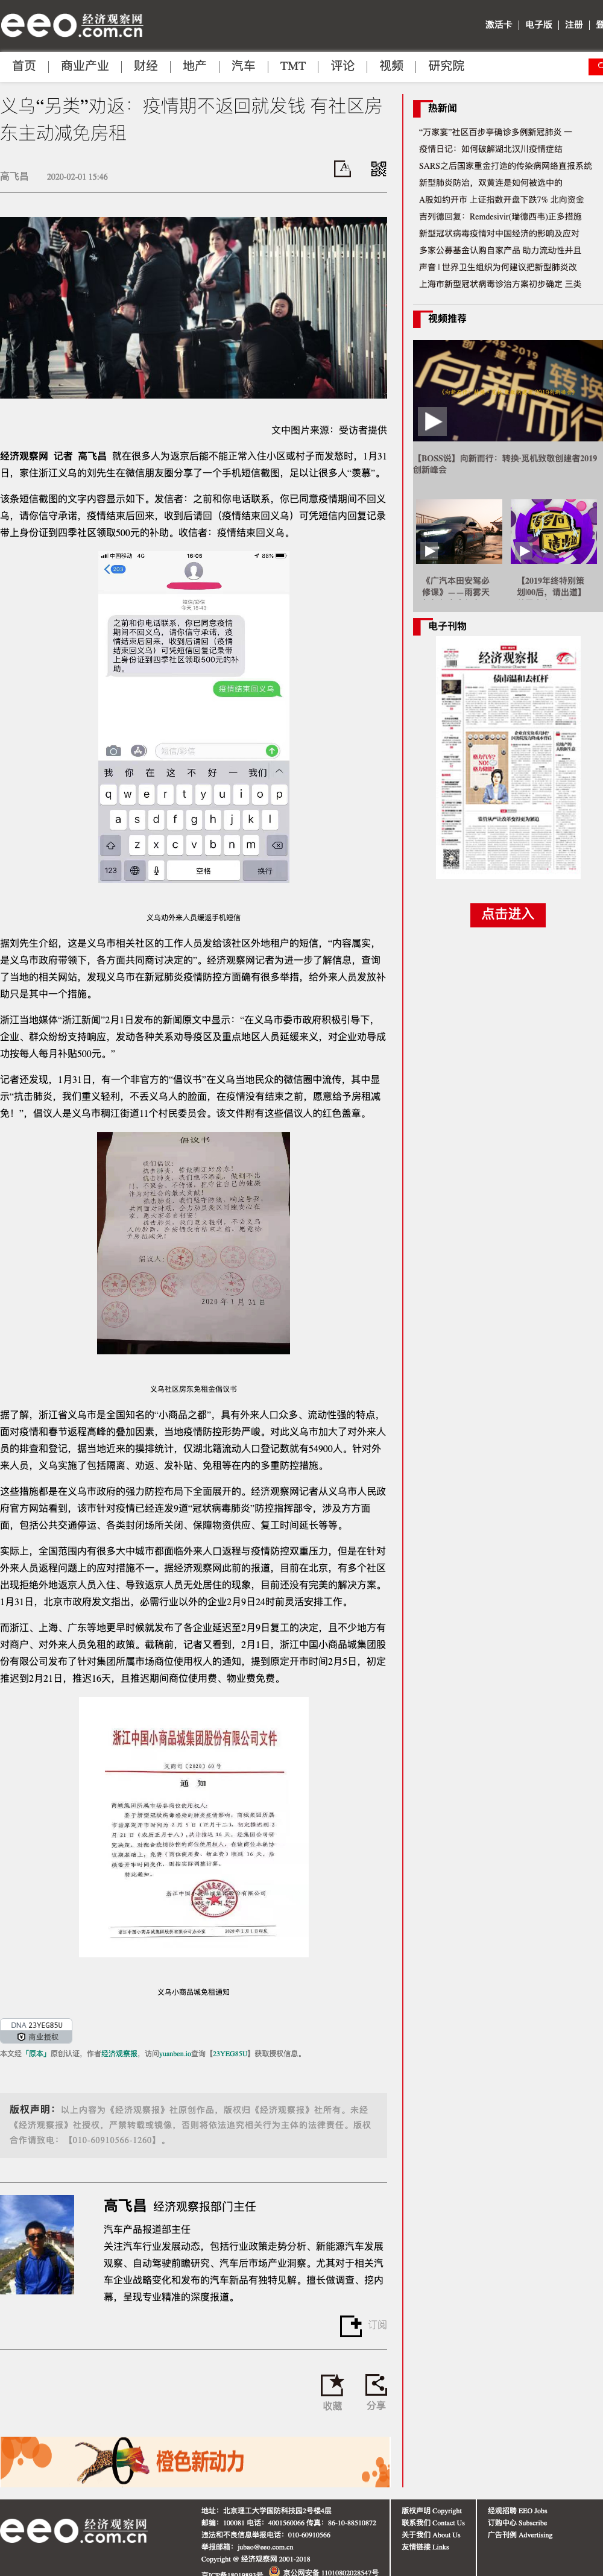 eeo 经济观察网 .com.cn
激活卡 | 电子版 | 注册 |
首页 | 商业产业 | 财经 | 地产 | 汽车 | TMT | 评论 | 视频 | 研究院
义乌“另类”劝返：疫情期不返回就发钱 有社区房
东主动减免房租
高飞昌 2020-02-01 15:46
文中图片来源：受访者提供
经济观察网 记者 高飞昌 就在很多人为返京后能不能正常入住小区或村子而发愁时，1月31
日，家住浙江义乌的刘先生在微信朋友圈分享了一个手机短信截图，足以让很多人“羡慕”。
该条短信截图的文字内容显示如下。发信者：之前和你电话联系，你已同意疫情期间不回义
乌，请你信守承诺，疫情结束后回来，收到后请回（疫情结束回义乌）可凭短信内回复记录
带上身份证到四季社区领取500元的补助。收信者：疫情结束回义乌。
中国移动 4G 16:05 88%
203
短信/彩信
今天 15:43
之前和你电话联系，你已同意疫情
期间不回义乌，请你信守承诺，疫
情结束后回来，收到后请回（疫情
结束回义乌）可凭短信内回复记录
带上身份证到四季社区领500元的补
助。
疫情结束回义乌
短信/彩信
我 你 在 这 不 好 一 我们
q w e r t y u i o p
a s d f g h j k l
z x c v b n m
123 空格 换行
义乌劝外来人员缓返手机短信
据刘先生介绍，这是义乌市相关社区的工作人员发给该社区外地租户的短信，“内容属实，
是义乌市政府带领下，各方面共同商讨决定的”。经济观察网记者为进一步了解信息，查询
了当地的相关网站，发现义乌市在新冠肺炎疫情防控方面确有很多举措，给外来人员发放补
助只是其中一个措施。
浙江当地媒体“浙江新闻”2月1日发布的新闻原文中显示：“在义乌市委市政府积极引导下，
企业、群众纷纷支持响应，发动各种关系劝导疫区及重点地区人员延缓来义，对企业劝导成
功按每人每月补贴500元。”
记者还发现，1月31日，有一个非官方的“倡议书”在义乌当地民众的微信圈中流传，其中显
示“抗击肺炎，我们重义轻利，不丢义乌人的脸面，在疫情没有结束之前，愿意给予房租减
免！”，倡议人是义乌市稠江街道11个村民委员会。该文件附有这些倡议人的红色盖章。
倡议书
倡议人：
2020年1月31日
义乌社区房东免租金倡议书
据了解，浙江省义乌市是全国知名的“小商品之都”，具有外来人口众多、流动性强的特点，
面对疫情和春节返程高峰的叠加因素，当地疫情防控形势严峻。对此义乌市加大了对外来人
员的排查和登记，据当地近来的摸排统计，仅湖北籍流动人口登记数就有54900人。针对外
来人员，义乌实施了包括隔离、劝返、发补贴、免租等在内的多重防控措施。
这些措施都是在义乌市政府的强力防控布局下全面展开的。经济观察网记者从义乌市人民政
府官方网站看到，该市针对疫情已经连发9道“冠状病毒肺炎”防控指挥部令，涉及方方面
面，包括公共交通停运、各类封闭场所关闭、保障物资供应、复工时间延长等等。
实际上，全国范围内有很多大中城市都面临外来人口返程与疫情防控双重压力，但是在针对
外来人员返程问题上的应对措施不一。据经济观察网此前的报道，目前在北京，有多个社区
出现拒绝外地返京人员入住、导致返京人员无处居住的现象，目前还没有完美的解决方案。
1月31日，北京市政府发文指出，必需行业以外的企业2月9日24时前灵活安排工作。
而浙江、上海、广东等地更早时候就发布了各企业延迟至2月9日复工的决定，且不少地方有
对商户、对外来人员免租的政策。截稿前，记者又看到，2月1日，浙江中国小商品城集团股
份有限公司发布了针对集团所属市场商位使用权人的通知，提到原定开市时间2月5日，初定
推迟到2月21日，推迟16天，且推迟期间商位使用费、物业费免费。
浙江中国小商品城集团股份有限公司文件
义商司（2020）60号
通 知
义乌小商品城免租通知
DNA 23YEG85U
商业授权
本文经「原本」原创认证，作者经济观察报，访问yuanben.io查询【23YEG85U】获取授权信息。
版权声明：以上内容为《经济观察报》社原创作品，版权归《经济观察报》社所有。未经
《经济观察报》社授权，严禁转载或镜像，否则将依法追究相关行为主体的法律责任。版权
合作请致电：【010-60910566-1260】。
高飞昌 经济观察报部门主任
汽车产品报道部主任
关注汽车行业发展动态，包括行业政策走势分析、新能源汽车发展
观察、自动驾驶前瞻研究、汽车后市场产业洞察。尤其对于相关汽
车企业战略变化和发布的汽车新品有独特见解。擅长做调查、挖内
幕，呈现专业精准的深度报道。
订阅
收藏 分享
橙色新动力
热新闻
“万家宴”社区百步亭确诊多例新冠肺炎 一
疫情日记：如何破解湖北汉川疫情症结
SARS之后国家重金打造的传染病网络直报系统
新型肺炎防治，双黄连是如何被选中的
A股如约开市 上证指数开盘下跌7% 北向资金
吉列德回复：Remdesivir(瑞德西韦)正多措施
新型冠状病毒疫情对中国经济的影响及应对
多家公募基金认购自家产品 助力流动性并且
声音 | 世界卫生组织为何建议把新型肺炎改
上海市新型冠状病毒诊治方案初步确定 三类
视频推荐
向新而行
转换
【BOSS说】向新而行：转换·觅机致敬创建者2019
创新峰会
《广汽本田安驾必
修课》——雨雾天
【2019年终特别策
划|00后，请出道】
电子刊物
经济观察报
债市温和去杠杆
点击进入
eeo 经济观察网 .com.cn
地址：北京理工大学国防科技园2号楼4层
邮编：100081 电话：4001560066 传真：86-10-88510872
违法和不良信息举报电话：010-60910566
举报邮箱：jubao@eeo.com.cn
Copyright @ 经济观察网 2001-2018
京ICP备18019893号 京公网安备 11010802028547号
版权声明 Copyright
联系我们 Contact Us
关于我们 About Us
友情链接 Links
经观招聘 EEO Jobs
订购中心 Subscribe
广告刊例 Advertising